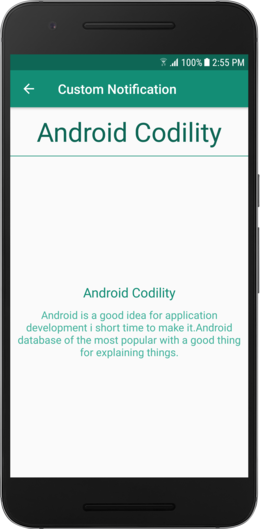 100% 2:55 PM
Custom Notification
Android Codility
Android Codility
Android is a good idea for application
development i short time to make it.Android
database of the most popular with a good thing
for explaining things.